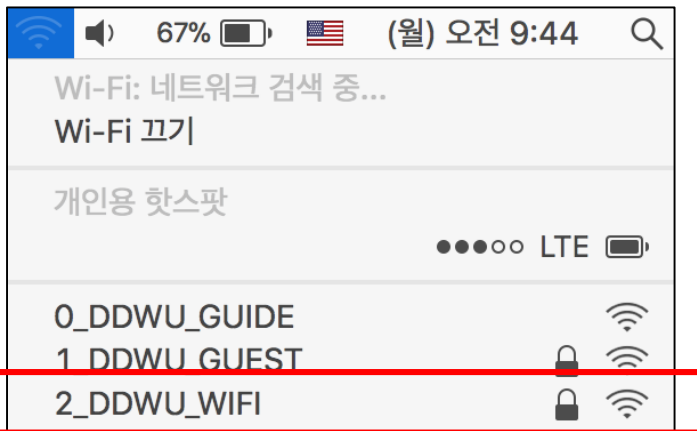 67% (월) 오전 9:44
Wi-Fi: 네트워크 검색 중...
Wi-Fi 끄기
개인용 핫스팟
LTE
0_DDWU_GUIDE
1_DDWU_GUEST
2_DDWU_WIFI